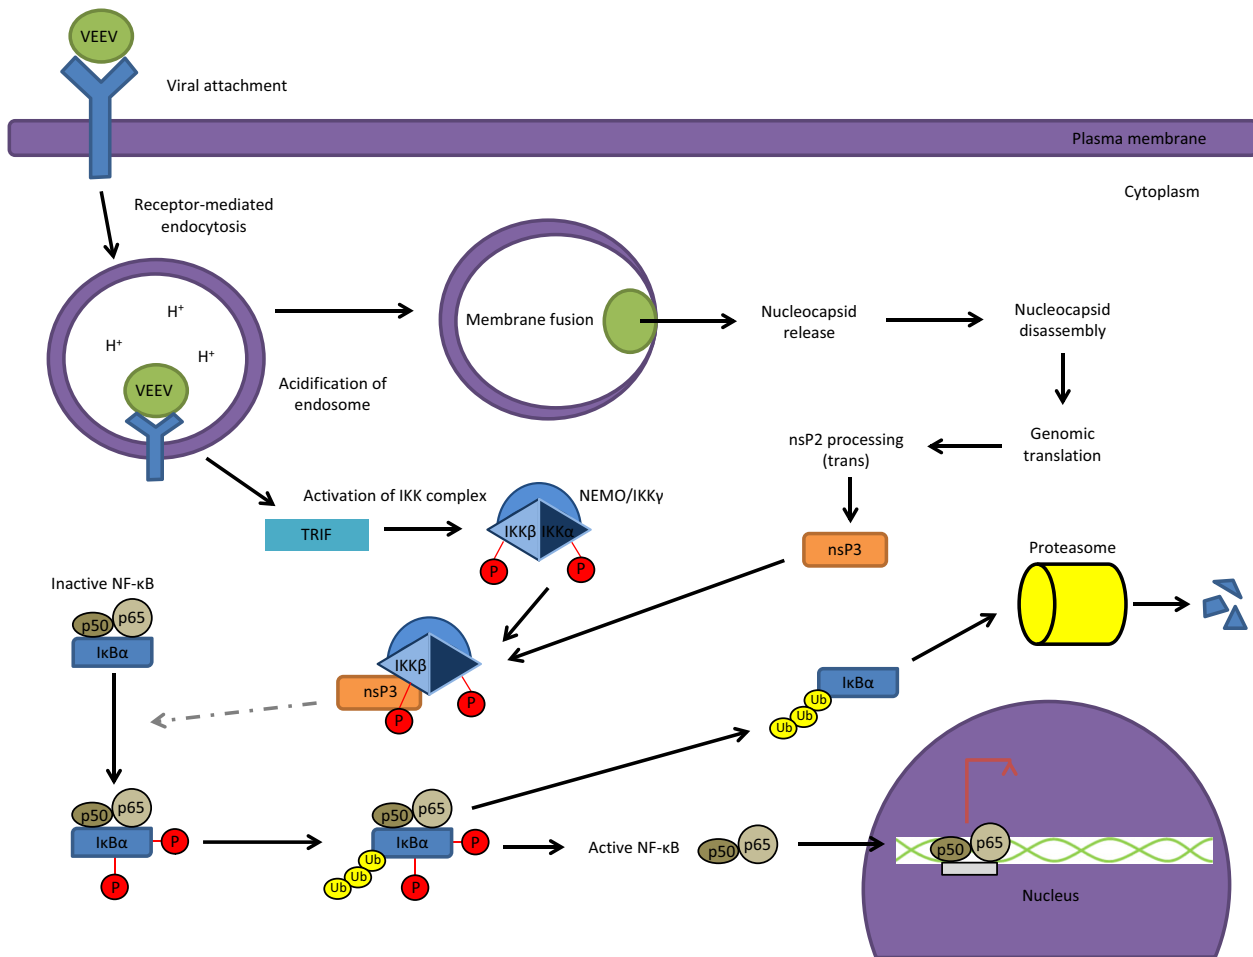 VEEV
Viral attachment
Plasma membrane
Cytoplasm
Receptor-mediated
endocytosis
H+
H+
H+
VEEV
Acidification of
endosome
Membrane fusion
Nucleocapsid
release
Nucleocapsid
disassembly
Genomic
translation
nsP2 processing
(trans)
nsP3
TRIF
Activation of IKK complex
NEMO/IKKγ
IKKβ
IKKα
P
P
Inactive NF-κB
p50
p65
IκBα
IKKβ
nsP3
P
P
Proteasome
IκBα
Ub
Ub
Ub
p50
p65
IκBα
P
P
p50
p65
IκBα
P
P
Ub
Ub
Ub
Active NF-κB
p50
p65
p50
p65
Nucleus